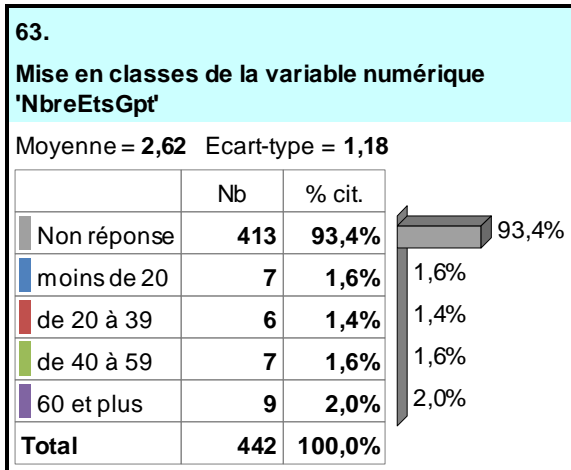 63.
Mise en classes de la variable numérique
'NbreEtsGpt'
Moyenne = 2,62 Ecart-type = 1,18
Nb % cit.
Non réponse 413 93,4% 93,4%
moins de 20 7 1,6% 1,6%
de 20 à 39 6 1,4% 1,4%
de 40 à 59 7 1,6% 1,6%
60 et plus 9 2,0% 2,0%
Total 442 100,0%